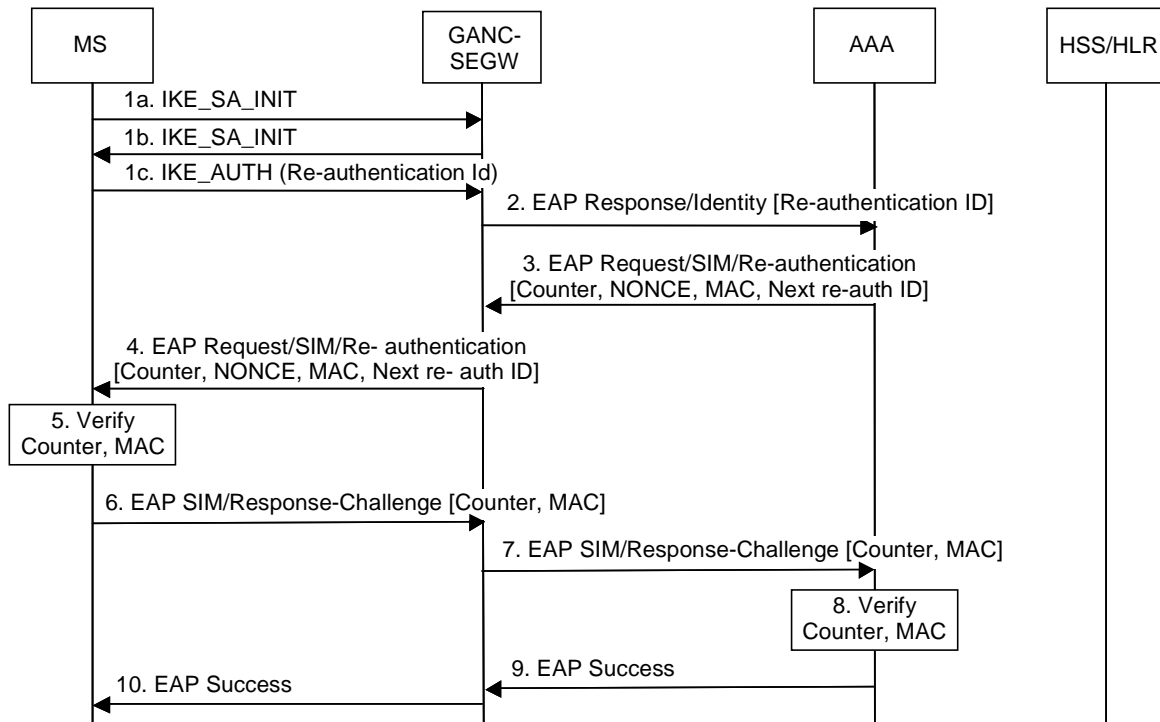 MS
GANC-
SEGW
AAA
HSS/HLR
1a. IKE_SA_INIT
1b. IKE_SA_INIT
1c. IKE_AUTH (Re-authentication Id)
2. EAP Response/Identity [Re-authentication ID]
3. EAP Request/SIM/Re-authentication
[Counter, NONCE, MAC, Next re-auth ID]
4. EAP Request/SIM/Re- authentication
[Counter, NONCE, MAC, Next re- auth ID]
5. Verify
Counter, MAC
6. EAP SIM/Response-Challenge [Counter, MAC]
7. EAP SIM/Response-Challenge [Counter, MAC]
8. Verify
Counter, MAC
9. EAP Success
10. EAP Success